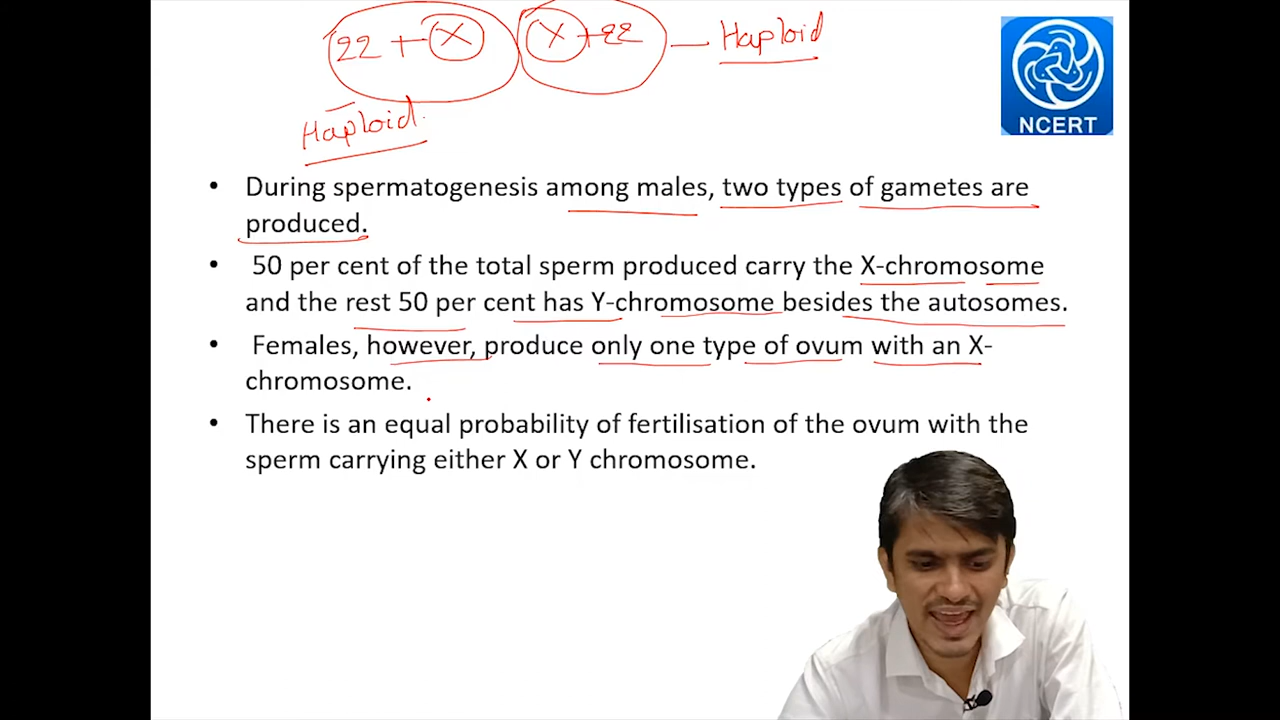 22 + X X + 22 — Haploid
Haploid.
NCERT
• During spermatogenesis among males, two types of gametes are
produced.
• 50 per cent of the total sperm produced carry the X-chromosome
and the rest 50 per cent has Y-chromosome besides the autosomes.
• Females, however, produce only one type of ovum with an X-
chromosome.
• There is an equal probability of fertilisation of the ovum with the
sperm carrying either X or Y chromosome.